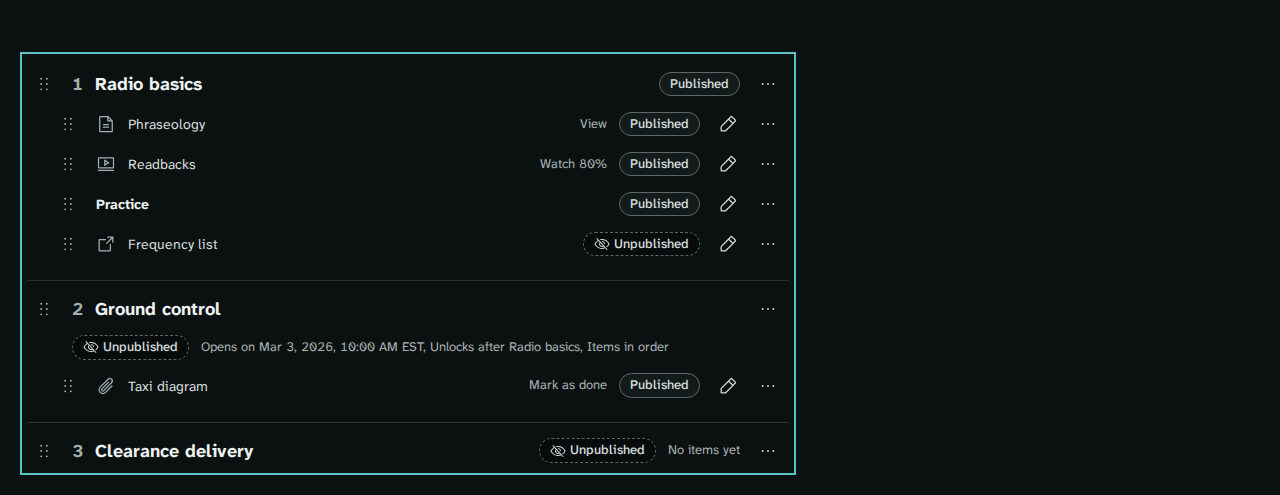 1 Radio basics Published
Phraseology View Published
Readbacks Watch 80% Published
Practice Published
Frequency list Unpublished
2 Ground control
Unpublished Opens on Mar 3, 2026, 10:00 AM EST, Unlocks after Radio basics, Items in order
Taxi diagram Mark as done Published
3 Clearance delivery Unpublished No items yet